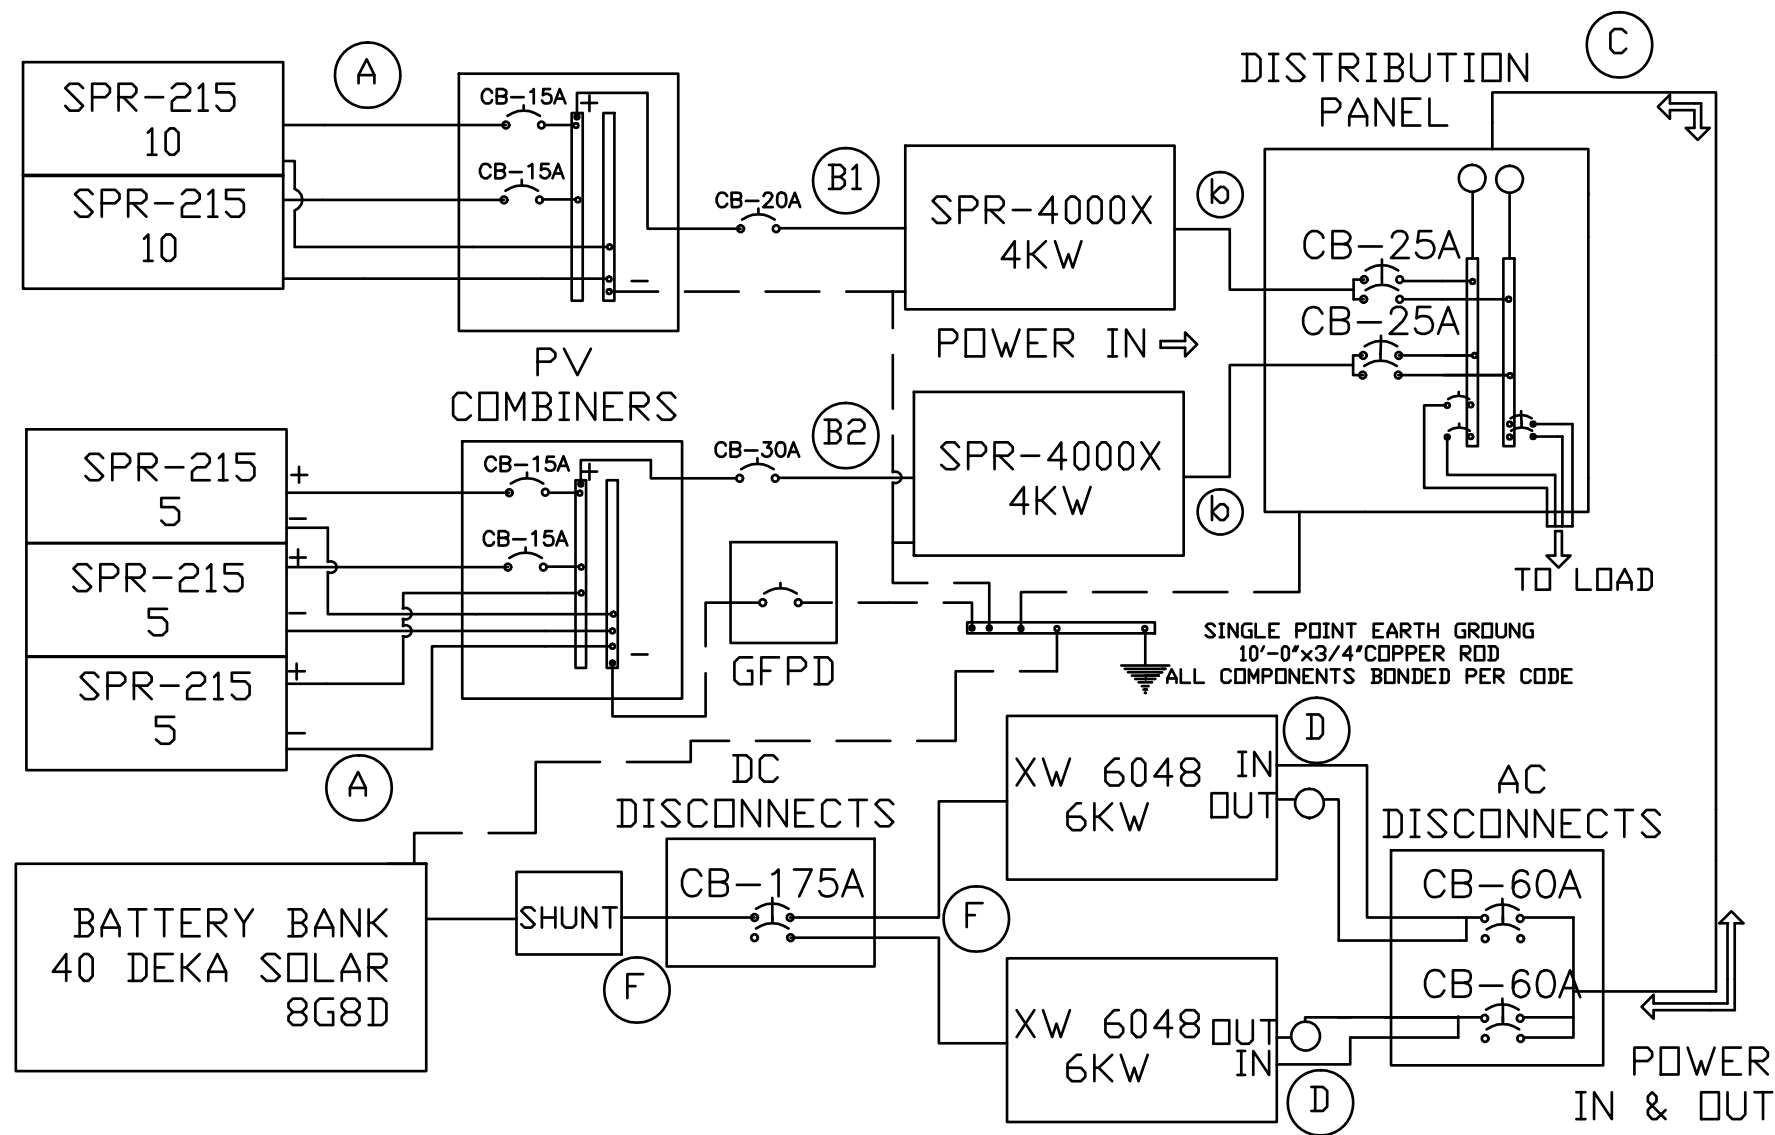 A
SPR-215
10
SPR-215
10
CB-15A
+
CB-15A
-
PV
COMBINERS
CB-20A
B1
SPR-4000X
4KW
b
POWER IN
DISTRIBUTION
PANEL
C
CB-25A
CB-25A
TO LOAD
SPR-215
5
+
-
SPR-215
5
+
-
SPR-215
5
+
-
A
CB-15A
+
CB-15A
-
CB-30A
B2
SPR-4000X
4KW
b
GFPD
SINGLE POINT EARTH GROUNG
10'-0"x3/4"COPPER ROD
ALL COMPONENTS BONDED PER CODE
BATTERY BANK
40 DEKA SOLAR
8G8D
SHUNT
F
DC
DISCONNECTS
CB-175A
F
XW 6048
6KW
IN
OUT
D
XW 6048
6KW
OUT
IN
D
AC
DISCONNECTS
CB-60A
CB-60A
POWER
IN & OUT